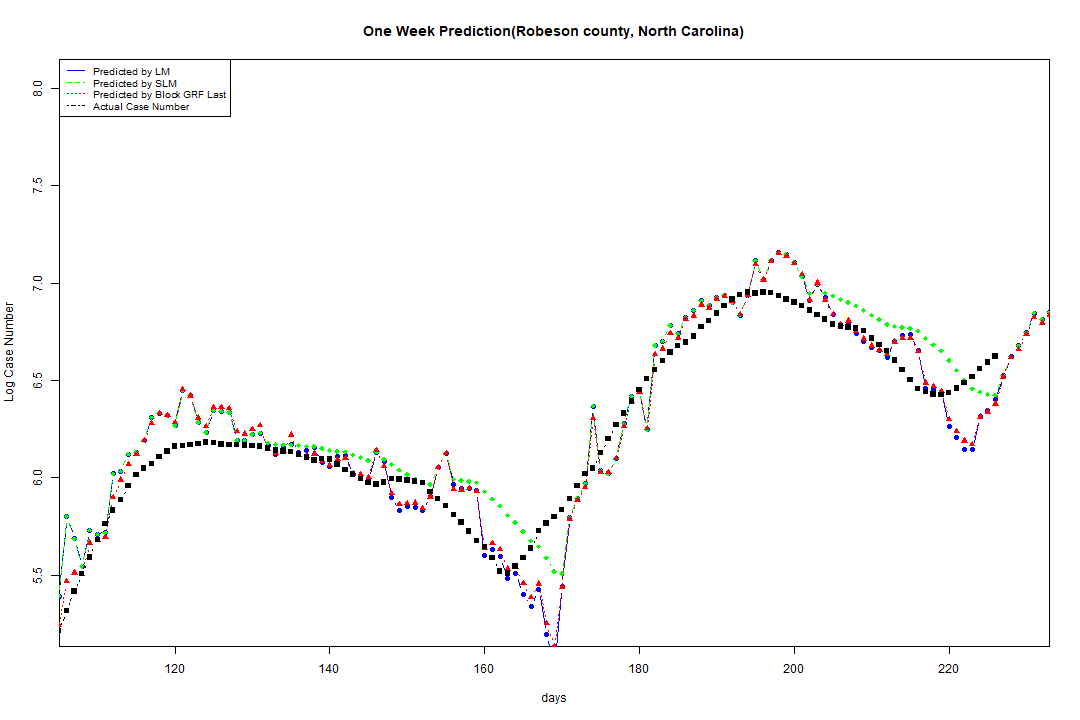 One Week Prediction(Robeson county, North Carolina)
Predicted by LM
Predicted by SLM
Predicted by Block GRF Last
Actual Case Number
8.0
7.5
7.0
6.5
6.0
5.5
Log Case Number
120 140 160 180 200 220
days